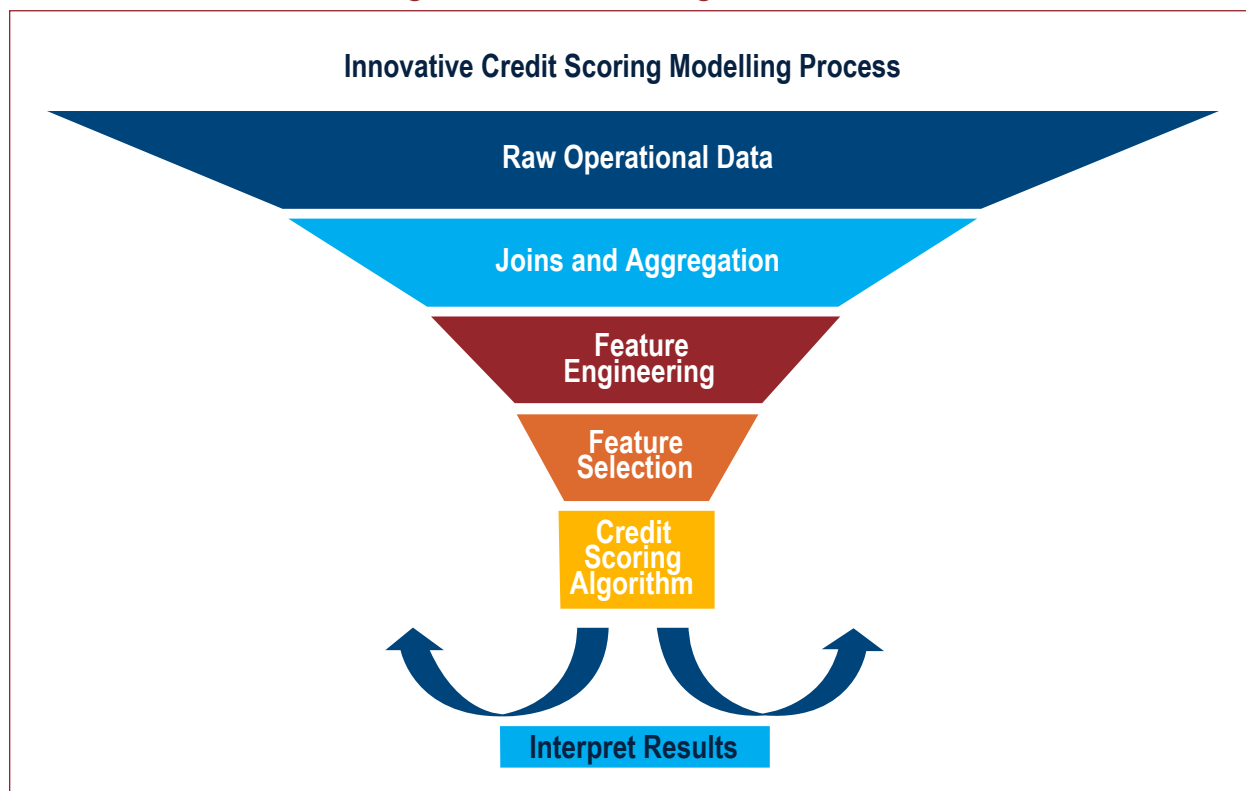 Innovative Credit Scoring Modelling Process
Raw Operational Data
Joins and Aggregation
Feature
Engineering
Feature
Selection
Credit
Scoring
Algorithm
Interpret Results